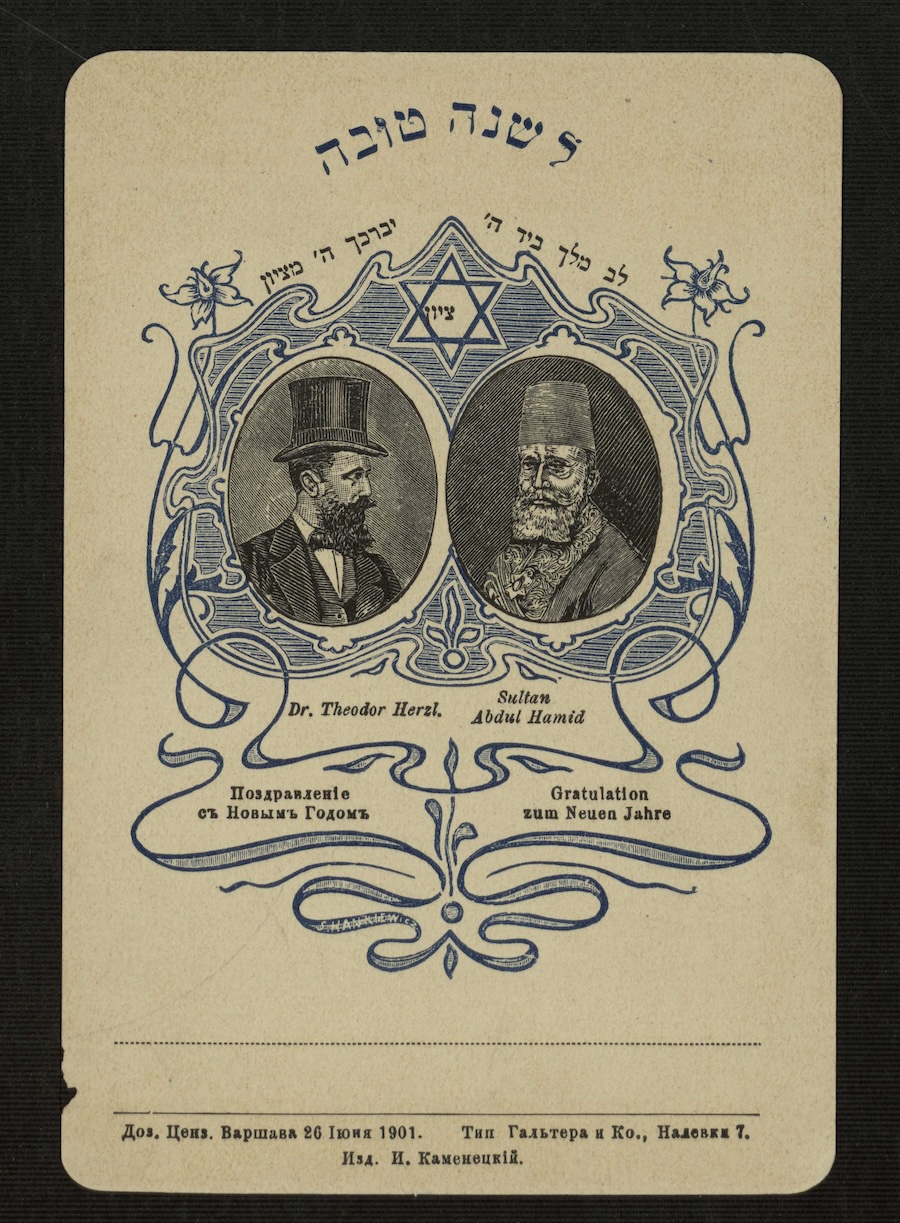 לשנה טובה
לב מלך ביד ה'
יברכך ה' מציון
ציון
Dr. Theodor Herzl.
Sultan
Abdul Hamid
Поздравленіе
съ Новымъ Годомъ
Gratulation
zum Neuen Jahre
S. HANKIEWicz
Доз. Ценз. Варшава 26 Іюня 1901. Тип Гальтера и Ко., Налевки 7.
Изд. И. Каменецкій.